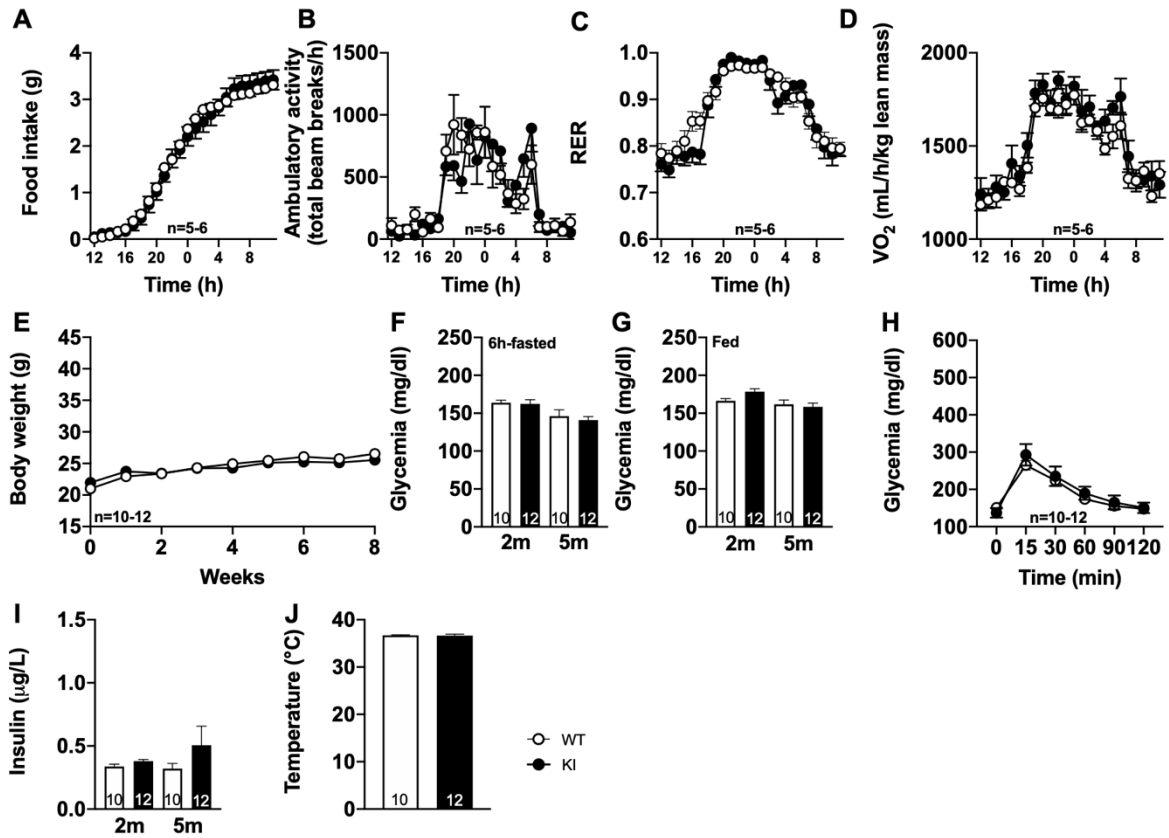 A
Food intake (g)
4
3
2
1
0
12 16 20 0 4 8
Time (h)
B
Ambulatory activity
(total beam breaks/h)
1500
1000
500
0
n=5-6
12 16 20 0 4 8
Time (h)
C
RER
1.0
0.9
0.8
0.7
0.6
n=5-6
12 16 20 0 4 8
Time (h)
D
VO2 (mL/h/kg lean mass)
2000
1600
1300
1000
n=5-6
12 16 20 0 4 8
Time (h)
n=5-6
E
Body weight (g)
45
40
35
30
25
20
15
n=10-12
0 2 4 6 8
Weeks
F
Glycemia (mg/dl)
250
200
150
100
50
0
6h-fasted
10 12 10 12
2m 5m
G
Glycemia (mg/dl)
250
200
150
100
50
0
Fed
10 12 10 12
2m 5m
H
Glycemia (mg/dl)
600
500
400
300
200
100
n=10-12
0 15 30 60 90 120
Time (min)
I
Insulin (μg/L)
1.5
1.0
0.5
0.0
10 12 10 12
2m 5m
J
Temperature (°C)
40
30
20
10
0
10 12
WT
KI